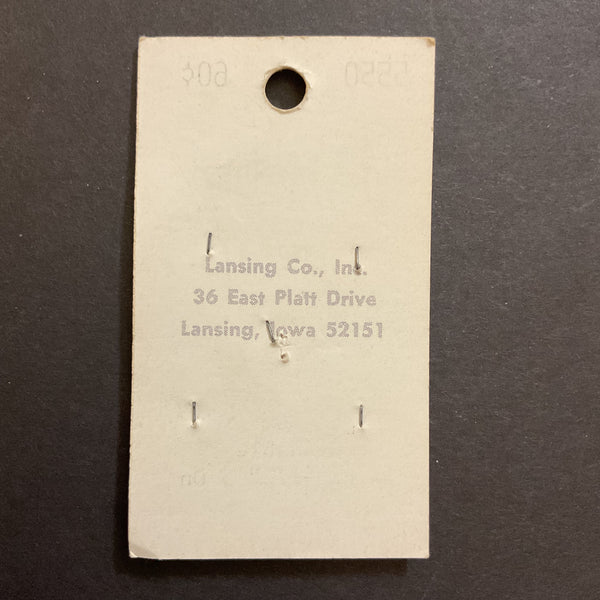 Lansing Co., Inc.
36 East Platt Drive
Lansing, Iowa 52151